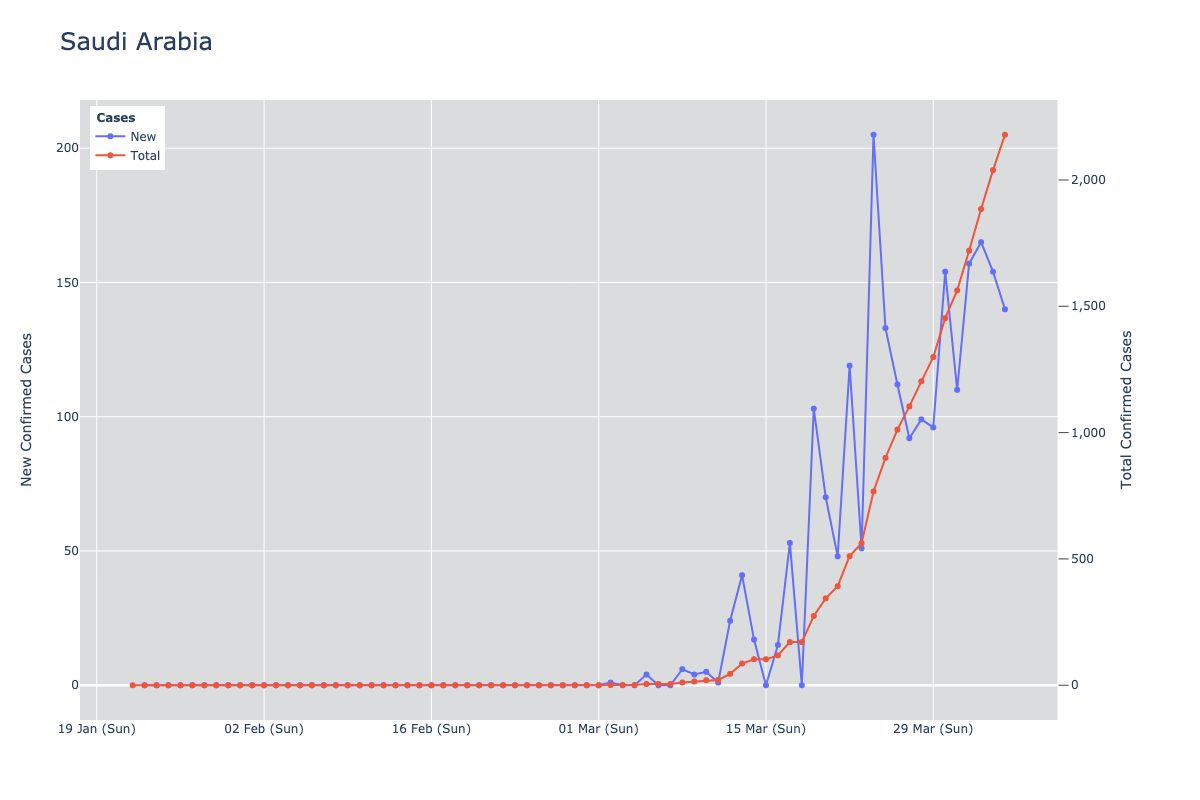 Saudi Arabia
Cases
New
Total
200
150
100
50
0
2,000
1,500
1,000
500
0
New Confirmed Cases
Total Confirmed Cases
19 Jan (Sun)
02 Feb (Sun)
16 Feb (Sun)
01 Mar (Sun)
15 Mar (Sun)
29 Mar (Sun)